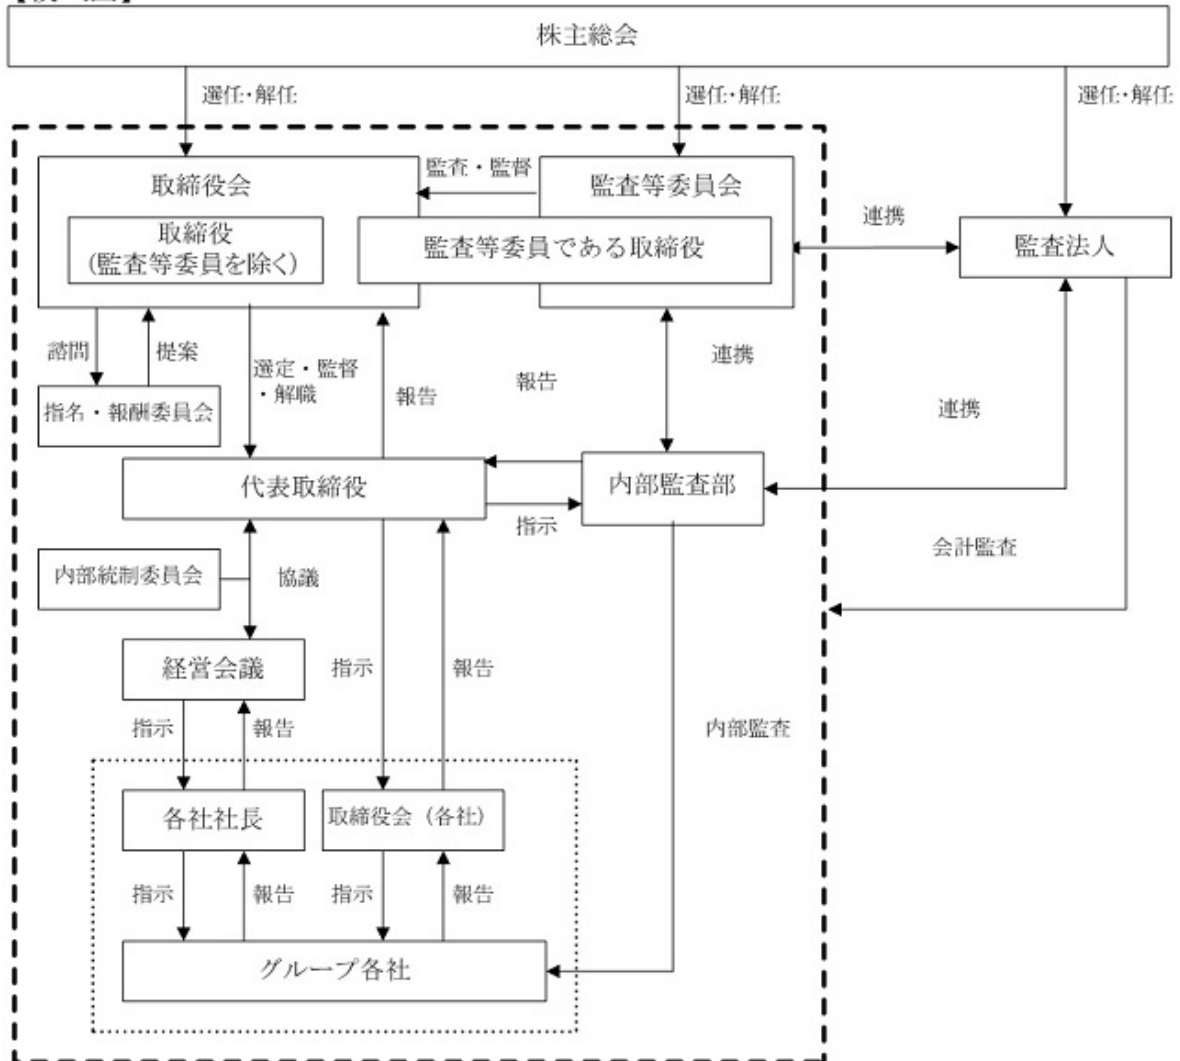 株主総会
選任・解任
選任・解任
選任・解任
取締役会
監査・監督
監査等委員会
取締役
(監査等委員を除く)
監査等委員である取締役
連携
監査法人
諮問
提案
選定・監督
・解職
報告
報告
連携
連携
指名・報酬委員会
代表取締役
内部監査部
指示
会計監査
内部統制委員会
協議
経営会議
指示
報告
指示
報告
内部監査
各社社長
取締役会（各社）
指示
報告
指示
報告
グループ各社